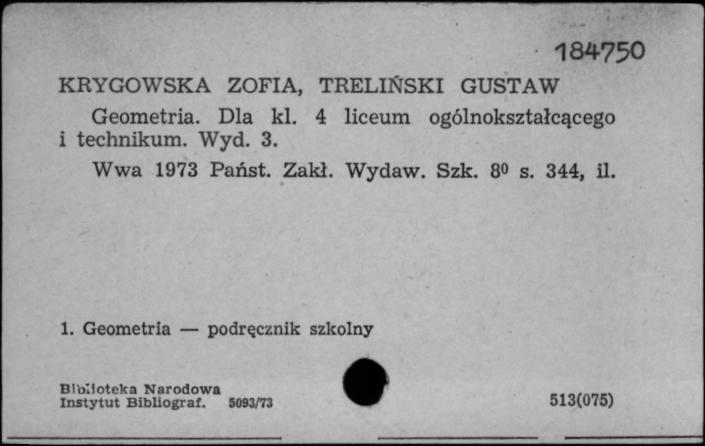 184750
KRYGOWSKA ZOFIA, TRELIŃSKI GUSTAW
Geometria. Dla kl. 4 liceum ogólnokształcącego
i technikum. Wyd. 3.
Wwa 1973 Państ. Zakł. Wydaw. Szk. 8⁰ s. 344, il.
1. Geometria — podręcznik szkolny
Biblioteka Narodowa
Instytut Bibliograf. 5093/73
513(075)